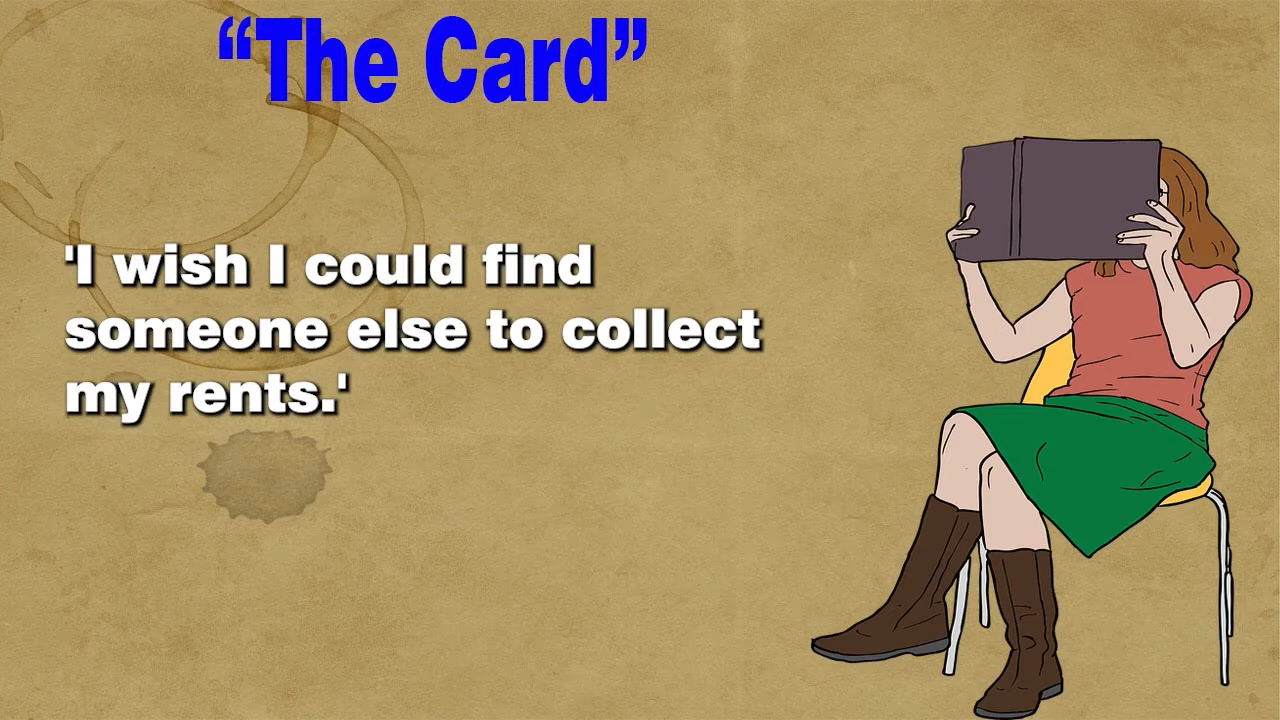 “The Card”
'I wish I could find
someone else to collect
my rents.'